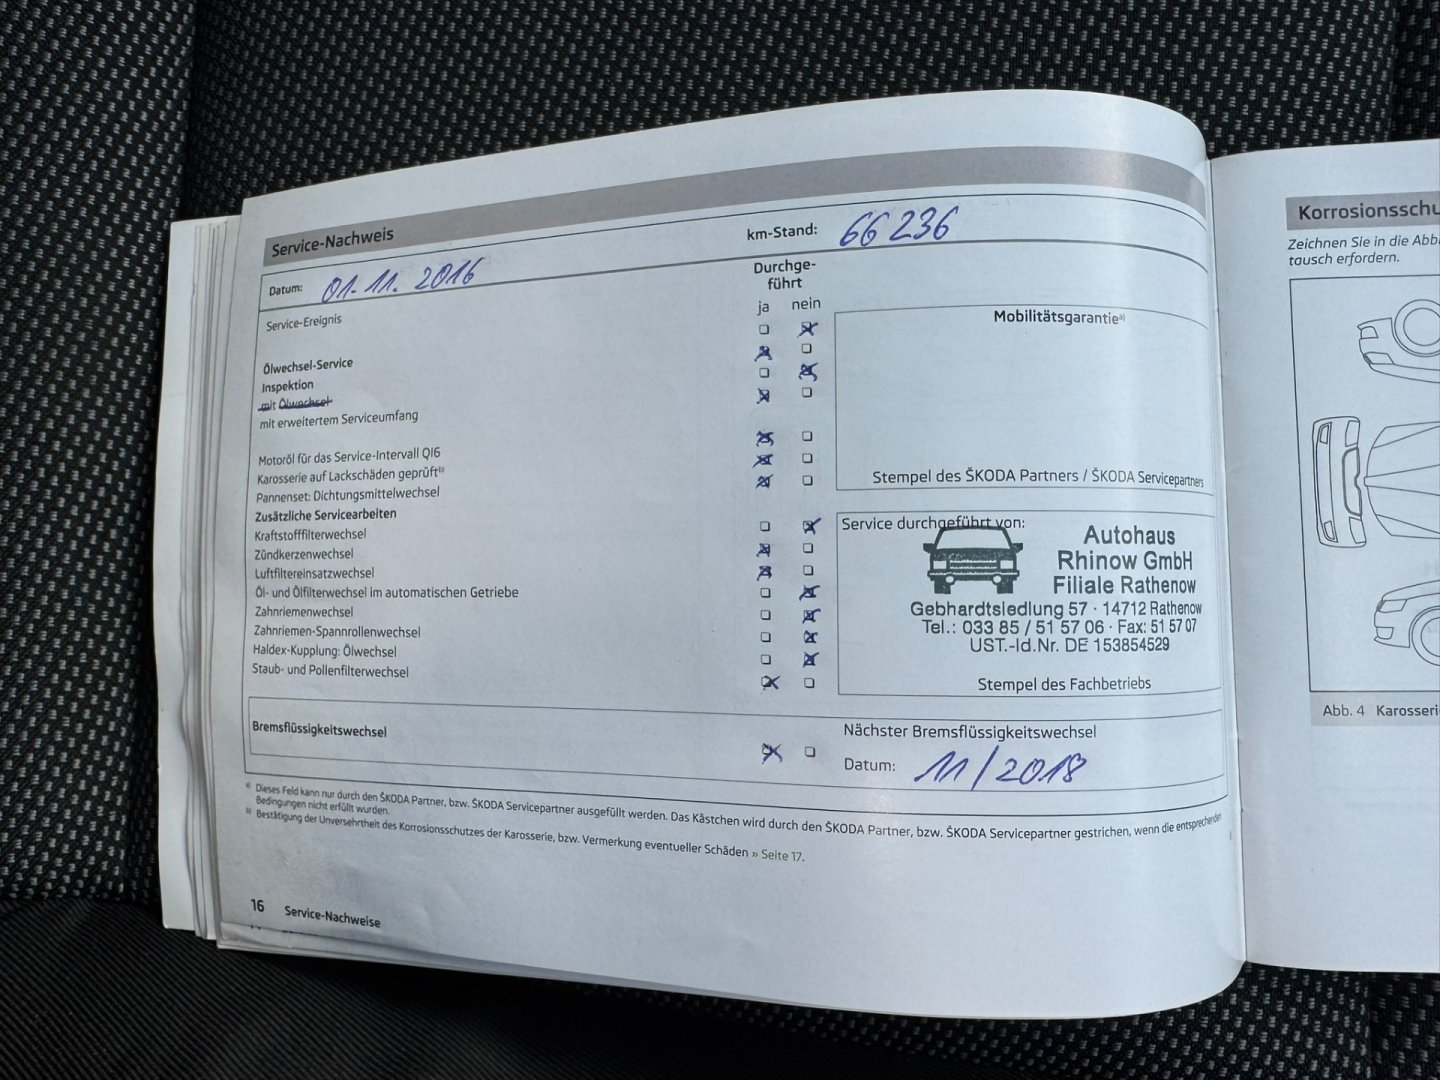 Service-Nachweis
Datum: 01.11.2016
km-Stand: 66 236
Durchge-
führt
ja nein
Service-Ereignis
Ölwechsel-Service
Inspektion
mit Ölwechsel
mit erweitertem Serviceumfang
Motoröl für das Service-Intervall QI6
Karosserie auf Lackschäden geprüft b)
Pannenset: Dichtungsmittelwechsel
Zusätzliche Servicearbeiten
Kraftstofffilterwechsel
Zündkerzenwechsel
Luftfiltereinsatzwechsel
Öl- und Ölfilterwechsel im automatischen Getriebe
Zahnriemenwechsel
Zahnriemen-Spannrollenwechsel
Haldex-Kupplung: Ölwechsel
Staub- und Pollenfilterwechsel
Mobilitätsgarantie a)
Stempel des ŠKODA Partners / ŠKODA Servicepartners
Service durchgeführt von:
Autohaus
Rhinow GmbH
Filiale Rathenow
Gebhardtsiedlung 57 · 14712 Rathenow
Tel.: 033 85 / 51 57 06 · Fax: 51 57 07
UST.-Id.Nr. DE 153854529
Stempel des Fachbetriebs
Bremsflüssigkeitswechsel
Nächster Bremsflüssigkeitswechsel
Datum: 11/2018
a) Dieses Feld kann nur durch den ŠKODA Partner, bzw. ŠKODA Servicepartner ausgefüllt werden. Das Kästchen wird durch den ŠKODA Partner, bzw. ŠKODA Servicepartner gestrichen, wenn die entsprechenden
Bedingungen nicht erfüllt wurden.
b) Bestätigung der Unversehrtheit des Korrosionsschutzes der Karosserie, bzw. Vermerkung eventueller Schäden » Seite 17.
16 Service-Nachweise
Korrosionsschu
Zeichnen Sie in die Abb
tausch erfordern.
Abb. 4 Karosseri